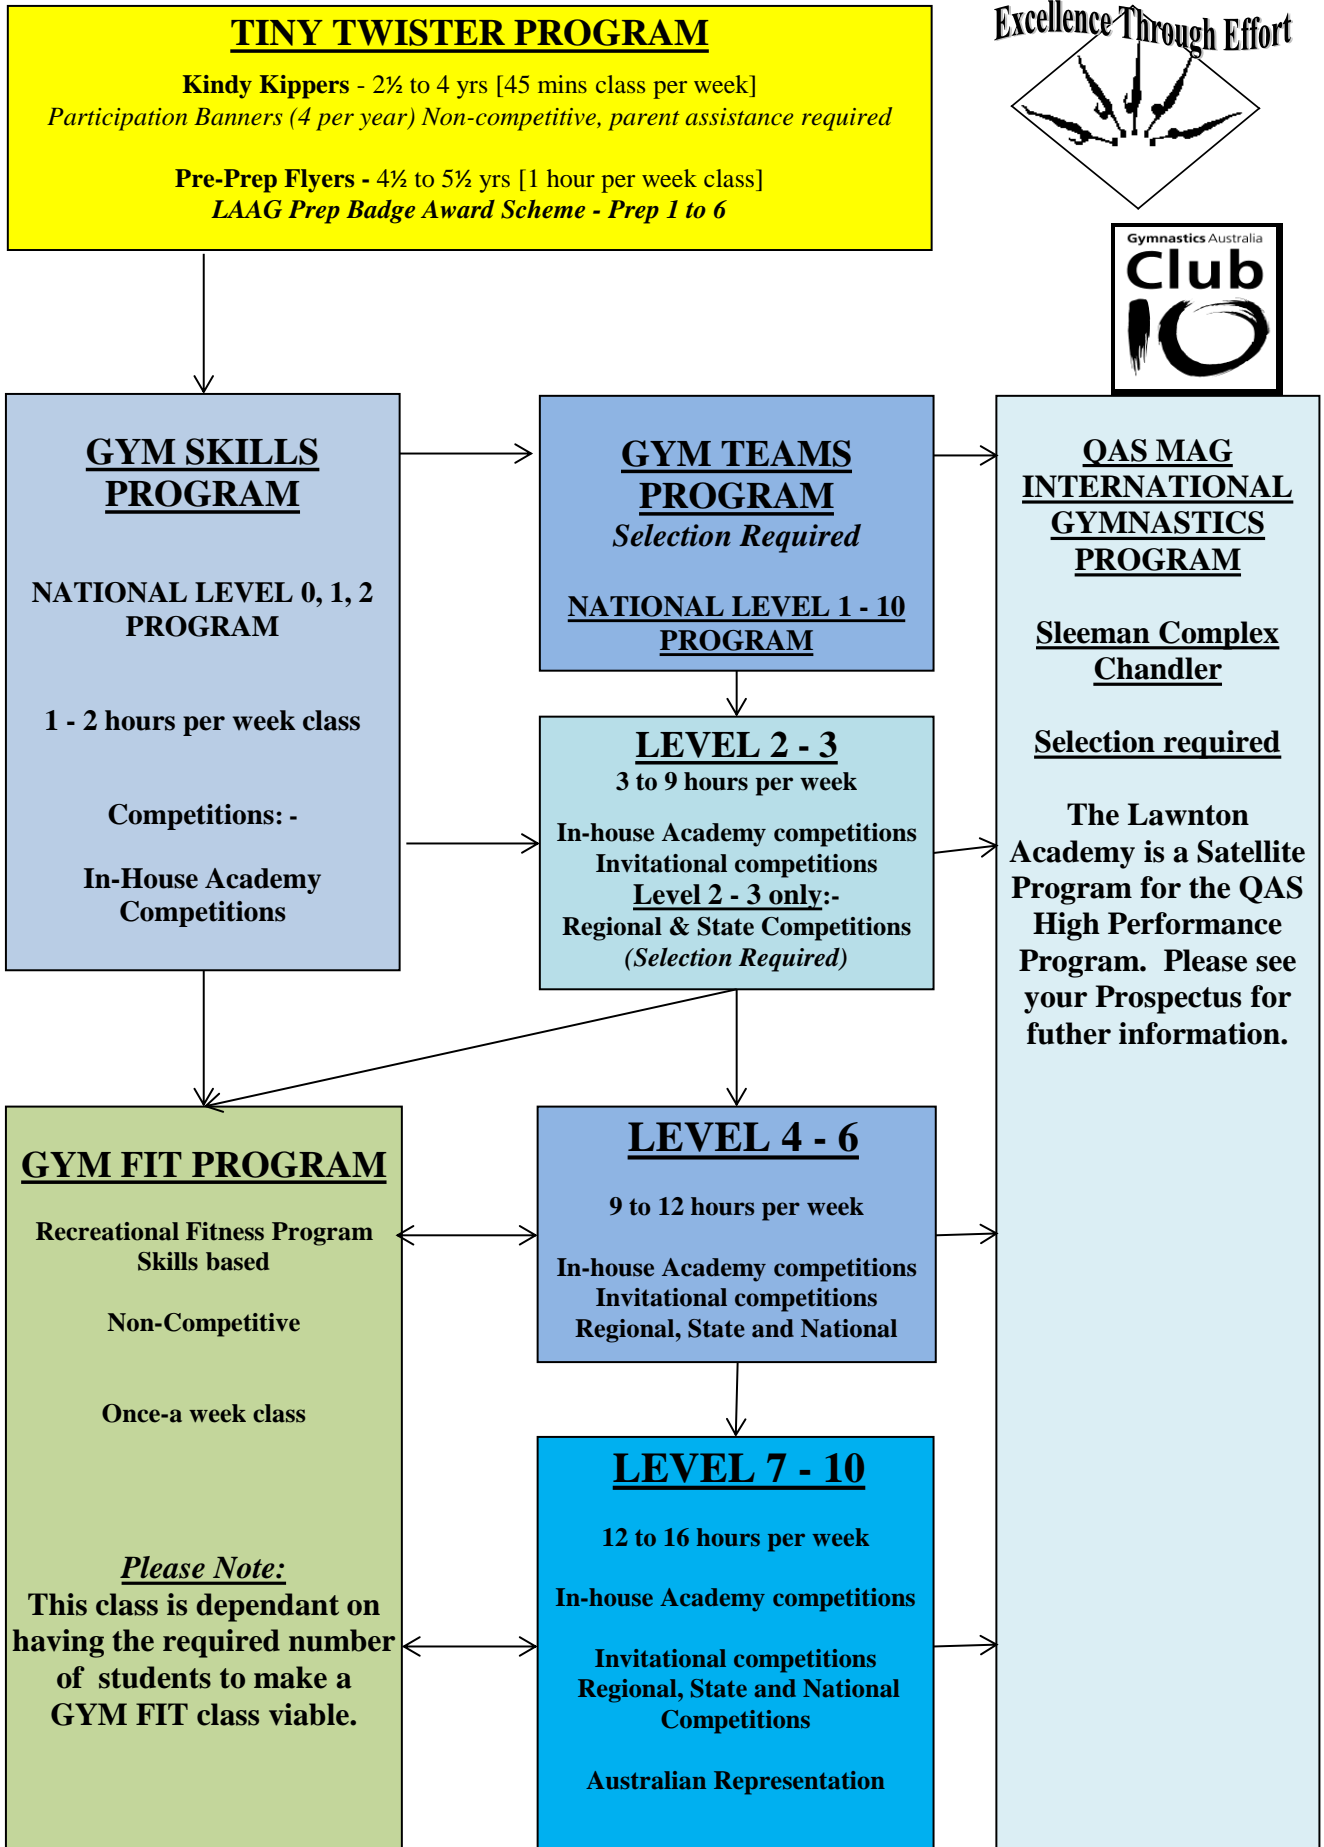 TINY TWISTER PROGRAM
Kindy Kippers - 2½ to 4 yrs [45 mins class per week]
Participation Banners (4 per year) Non-competitive, parent assistance required
Pre-Prep Flyers - 4½ to 5½ yrs [1 hour per week class]
LAAG Prep Badge Award Scheme - Prep 1 to 6
Excellence Through Effort
Gymnastics Australia
Club
10
GYM SKILLS
PROGRAM
NATIONAL LEVEL 0, 1, 2
PROGRAM
1 - 2 hours per week class
Competitions: -
In-House Academy
Competitions
GYM TEAMS
PROGRAM
Selection Required
NATIONAL LEVEL 1 - 10
PROGRAM
LEVEL 2 - 3
3 to 9 hours per week
In-house Academy competitions
Invitational competitions
Level 2 - 3 only:-
Regional & State Competitions
(Selection Required)
QAS MAG
INTERNATIONAL
GYMNASTICS
PROGRAM
Sleeman Complex
Chandler
Selection required
The Lawnton
Academy is a Satellite
Program for the QAS
High Performance
Program. Please see
your Prospectus for
futher information.
GYM FIT PROGRAM
Recreational Fitness Program
Skills based
Non-Competitive
Once-a week class
Please Note:
This class is dependant on
having the required number
of students to make a
GYM FIT class viable.
LEVEL 4 - 6
9 to 12 hours per week
In-house Academy competitions
Invitational competitions
Regional, State and National
LEVEL 7 - 10
12 to 16 hours per week
In-house Academy competitions
Invitational competitions
Regional, State and National
Competitions
Australian Representation